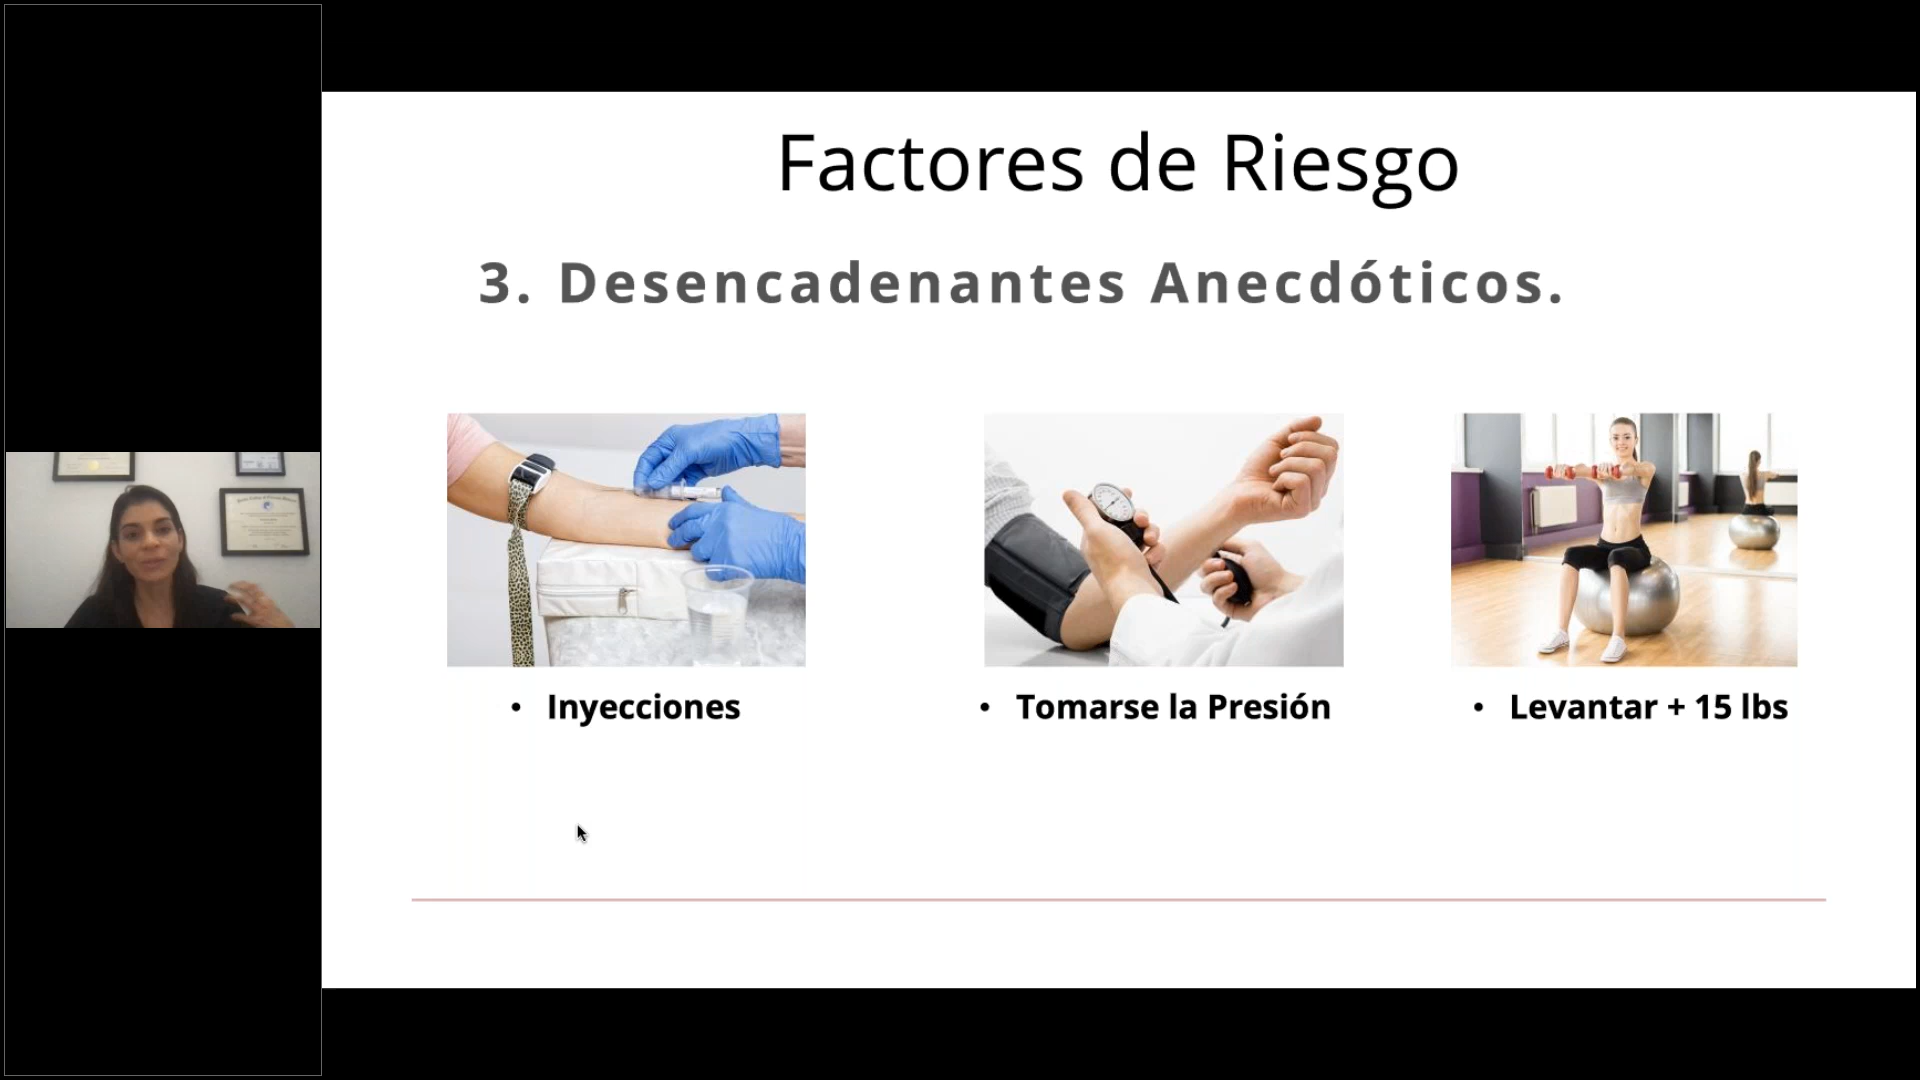 Factores de Riesgo
3. Desencadenantes Anecdóticos.
• Inyecciones
• Tomarse la Presión
• Levantar + 15 lbs